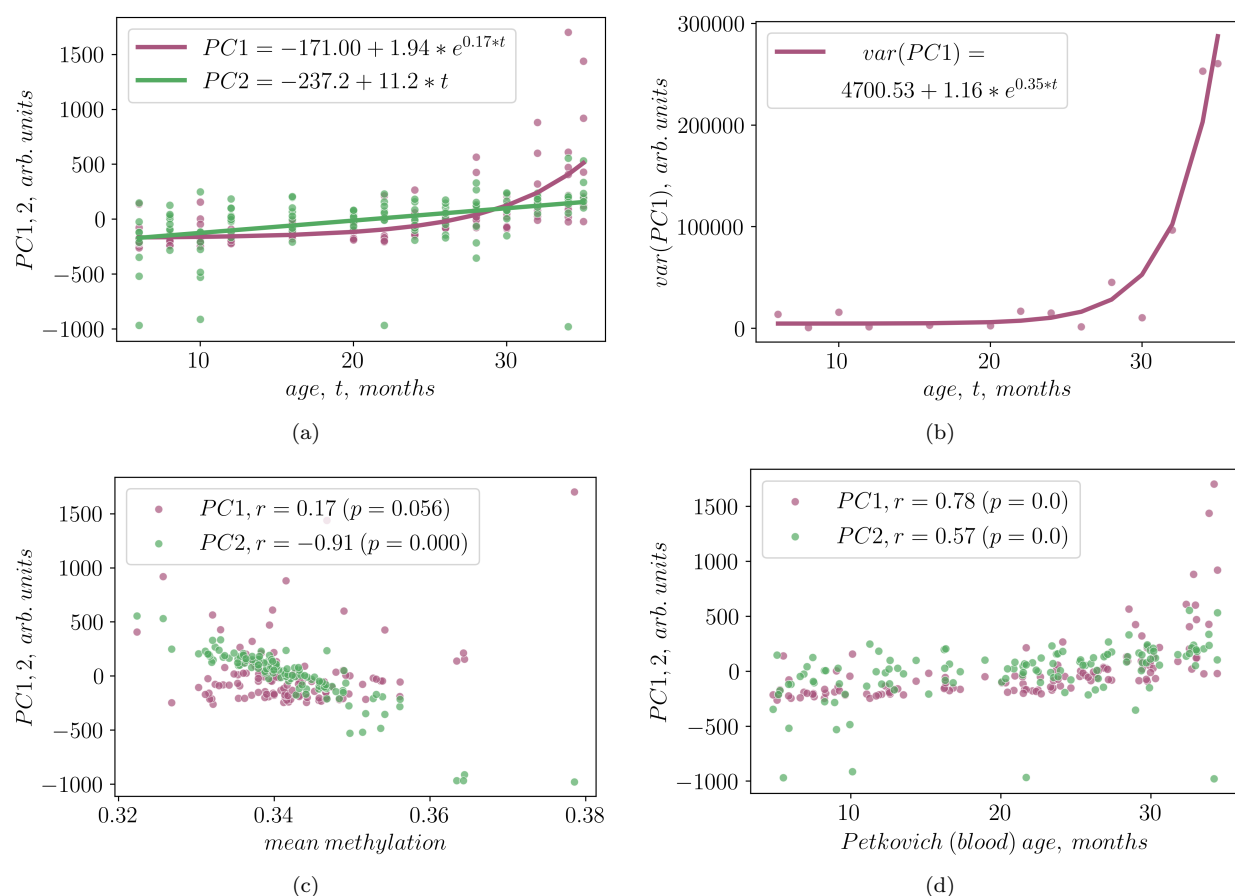 PC1 = −171.00 + 1.94 * e^{0.17*t}
PC2 = −237.2 + 11.2 * t
1500
1000
500
0
−500
−1000
PC1, 2, arb. units
10
20
30
age, t, months
(a)
var(PC1) =
4700.53 + 1.16 * e^{0.35*t}
300000
200000
100000
0
var(PC1), arb. units
10
20
30
age, t, months
(b)
PC1, r = 0.17 (p = 0.056)
PC2, r = −0.91 (p = 0.000)
1500
1000
500
0
−500
−1000
PC1, 2, arb. units
0.32
0.34
0.36
0.38
mean methylation
(c)
PC1, r = 0.78 (p = 0.0)
PC2, r = 0.57 (p = 0.0)
1500
1000
500
0
−500
−1000
PC1, 2, arb. units
10
20
30
Petkovich (blood) age, months
(d)